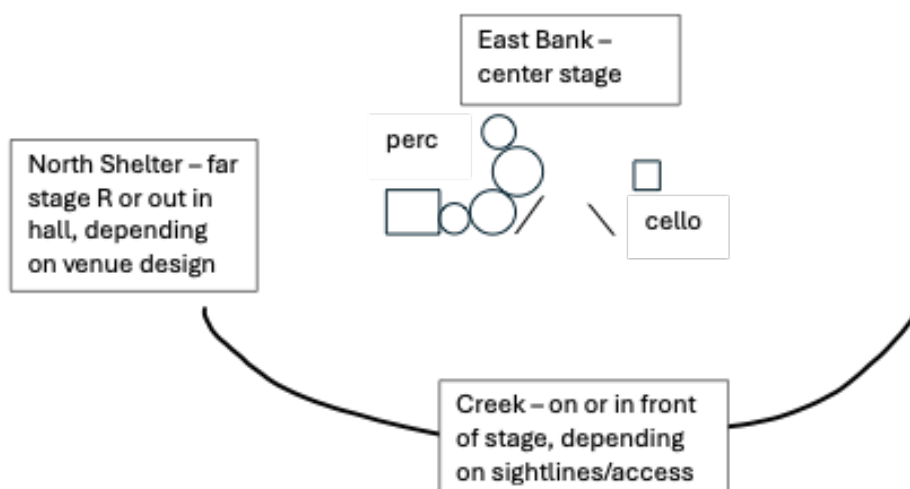 East Bank –
center stage
perc
North Shelter – far
stage R or out in
hall, depending
on venue design
cello
Creek – on or in front
of stage, depending
on sightlines/access